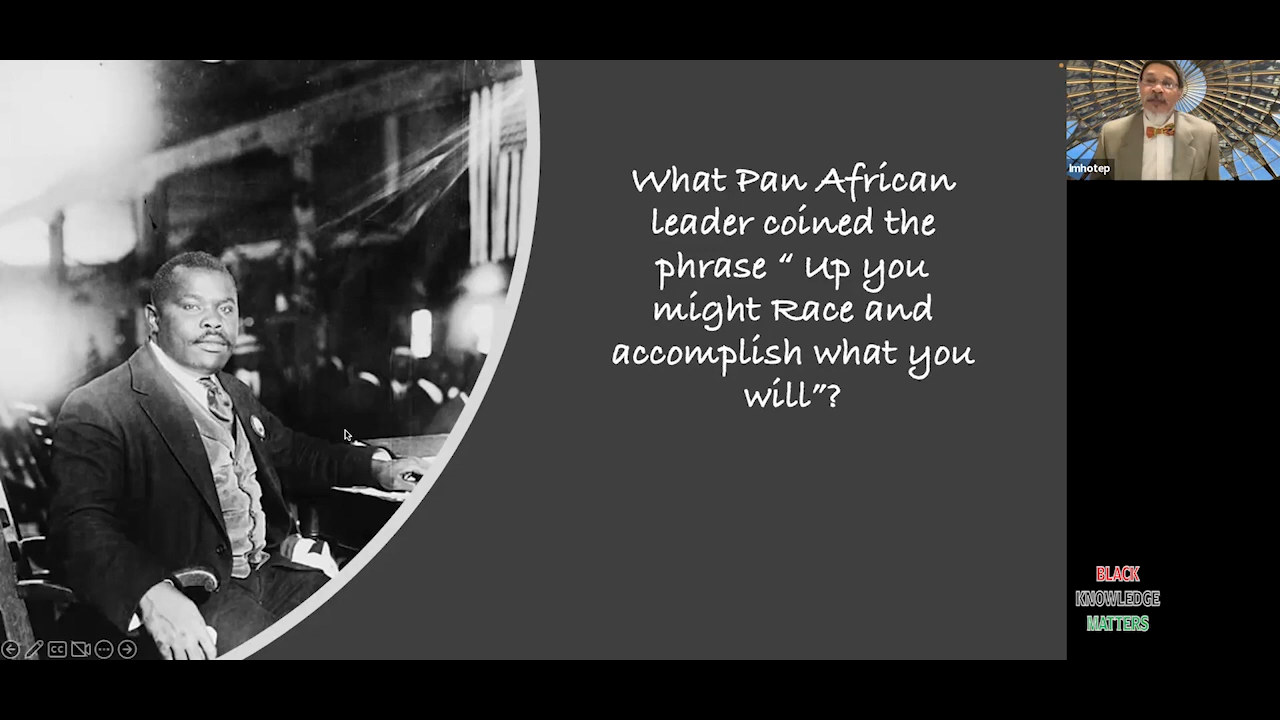 What Pan African
leader coined the
phrase “ Up you
might Race and
accomplish what you
will”?
Imhotep
BLACK
KNOWLEDGE
MATTERS
CC